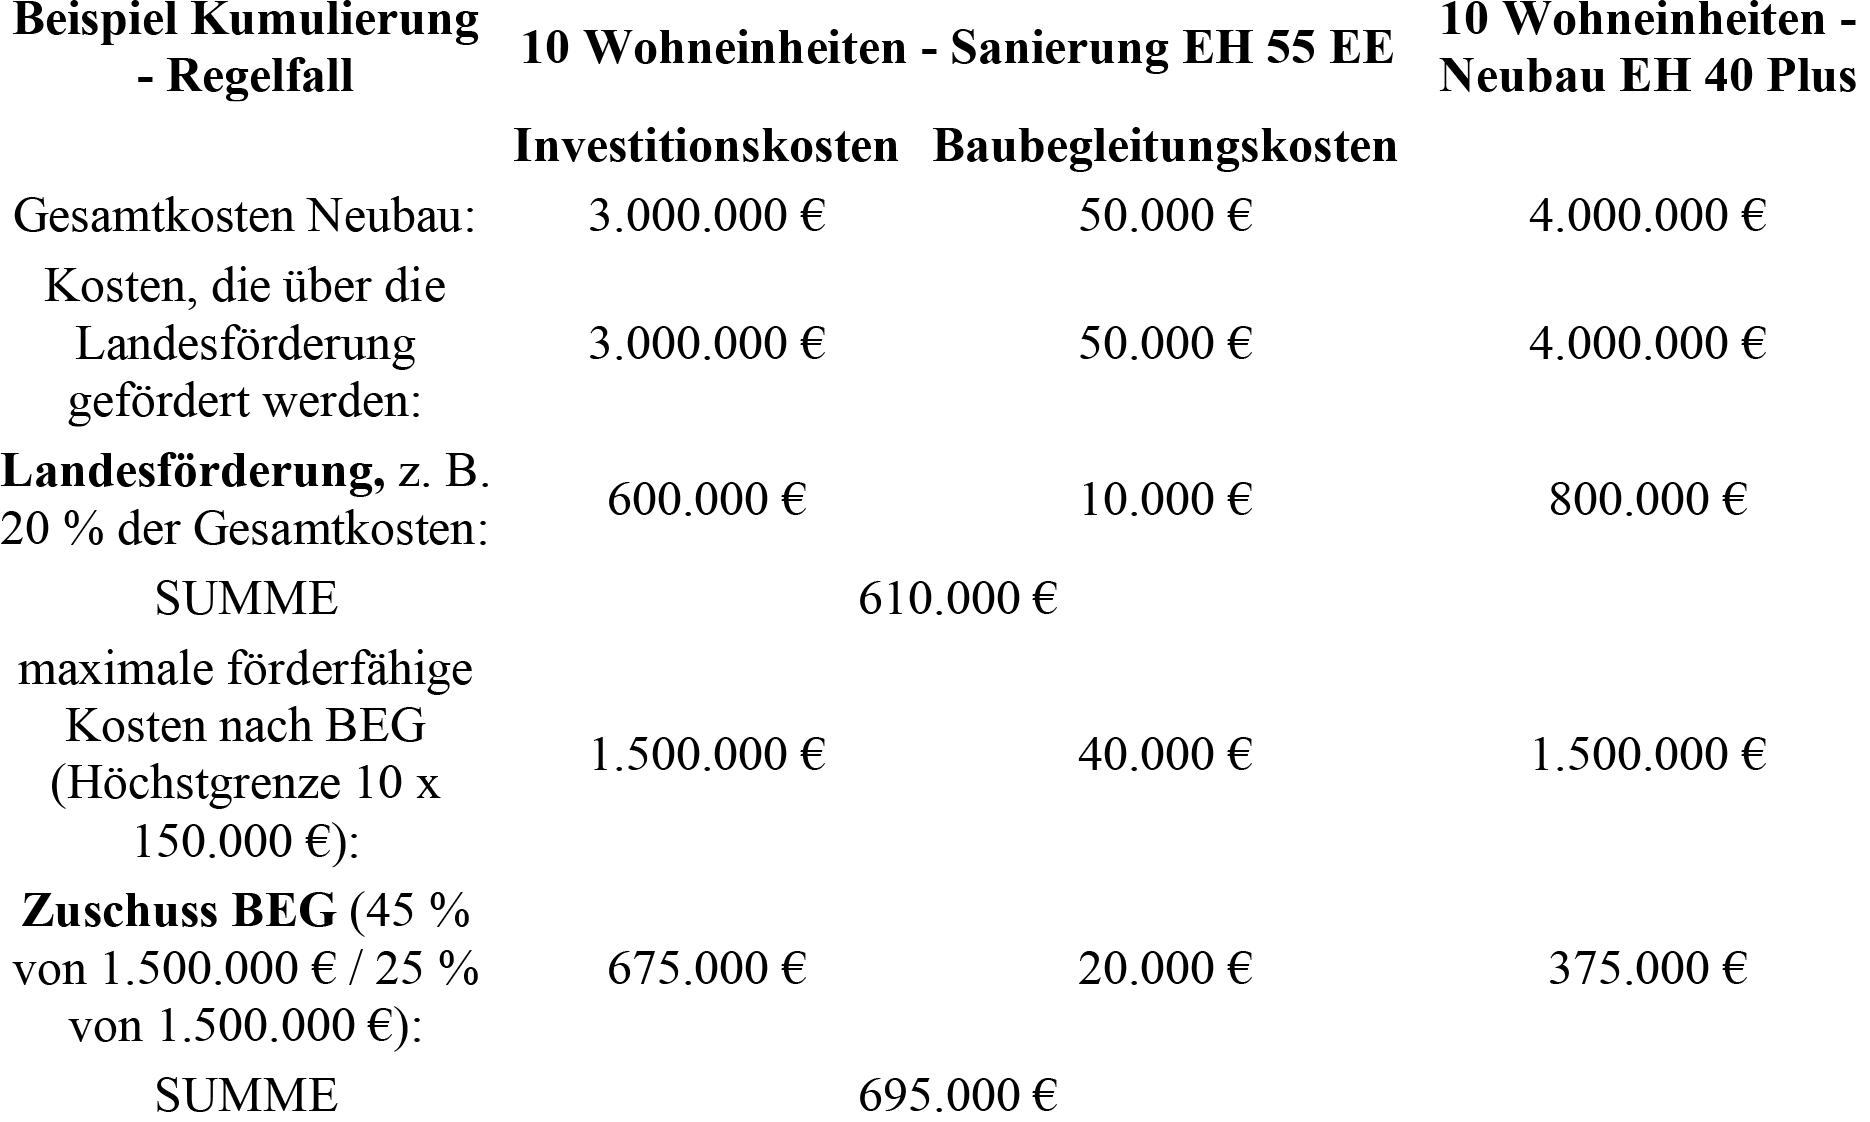 Beispiel Kumulierung
- Regelfall
10 Wohneinheiten - Sanierung EH 55 EE
10 Wohneinheiten -
Neubau EH 40 Plus
Investitionskosten
Baubegleitungskosten
Gesamtkosten Neubau:
3.000.000 €
50.000 €
4.000.000 €
Kosten, die über die
Landesförderung
gefördert werden:
3.000.000 €
50.000 €
4.000.000 €
Landesförderung, z. B.
20 % der Gesamtkosten:
600.000 €
10.000 €
800.000 €
SUMME
610.000 €
maximale förderfähige
Kosten nach BEG
(Höchstgrenze 10 x
150.000 €):
1.500.000 €
40.000 €
1.500.000 €
Zuschuss BEG (45 %
von 1.500.000 € / 25 %
von 1.500.000 €):
675.000 €
20.000 €
375.000 €
SUMME
695.000 €